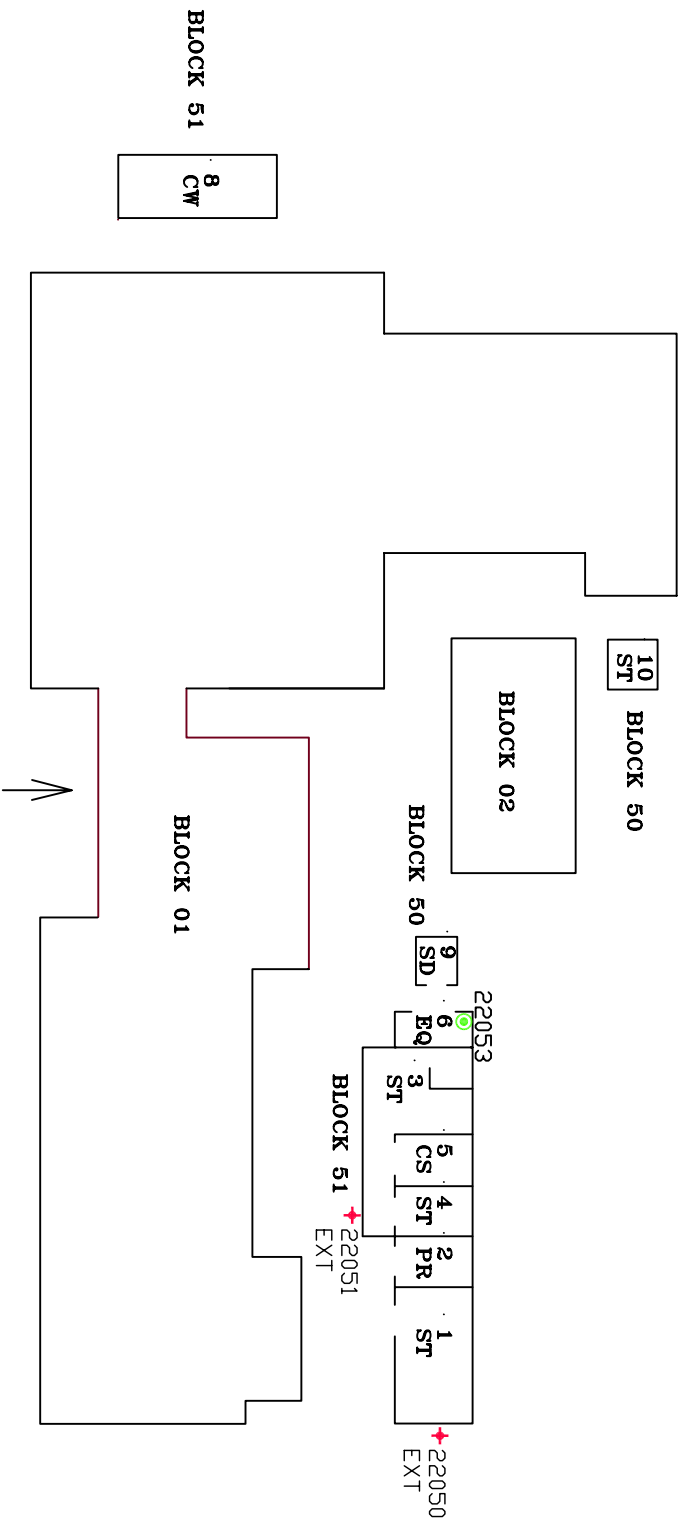 BLOCK 51
8
CW
10
ST
BLOCK 50
BLOCK 02
BLOCK 50
BLOCK 01
9
SD
22053
6
EQ
3
ST
BLOCK 51
5
CS
4
ST
22051
EXT
2
PR
1
ST
22050
EXT